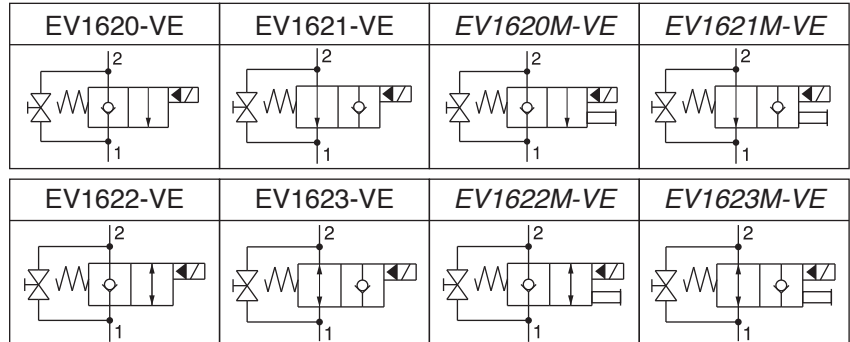 EV1620-VE EV1621-VE EV1620M-VE EV1621M-VE
2 2 2 2
1 1 1 1
EV1622-VE EV1623-VE EV1622M-VE EV1623M-VE
2 2 2 2
1 1 1 1